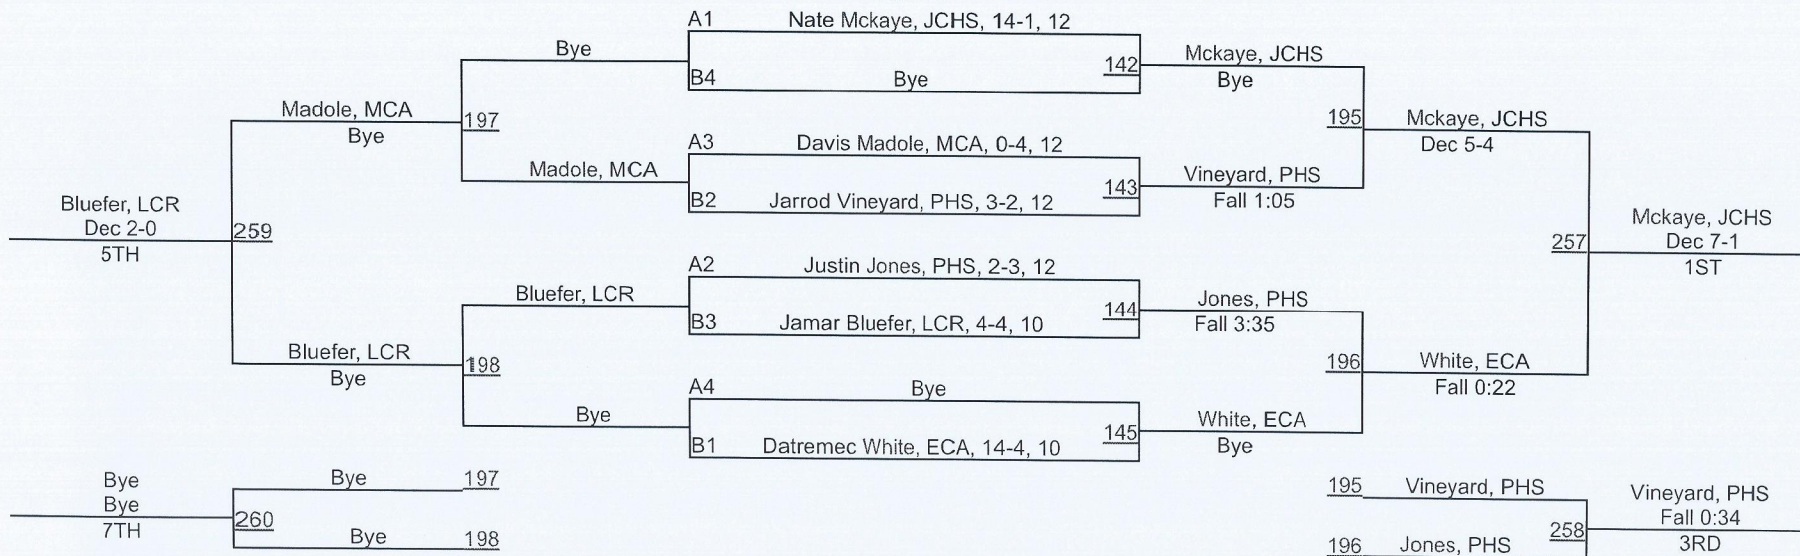 A1 Nate Mckaye, JCHS, 14-1, 12
Bye
142
Mckaye, JCHS
B4 Bye
Bye
Madole, MCA
197
195
Mckaye, JCHS
Bye
Dec 5-4
A3 Davis Madole, MCA, 0-4, 12
Madole, MCA
143
Vineyard, PHS
B2 Jarrod Vineyard, PHS, 3-2, 12
Fall 1:05
Bluefer, LCR
Dec 2-0
259
5TH
Mckaye, JCHS
257
Dec 7-1
1ST
A2 Justin Jones, PHS, 2-3, 12
Bluefer, LCR
144
Jones, PHS
B3 Jamar Bluefer, LCR, 4-4, 10
Fall 3:35
Bluefer, LCR
198
196
White, ECA
Bye
Fall 0:22
A4 Bye
Bye
145
White, ECA
B1 Datremec White, ECA, 14-4, 10
Bye
Bye
Bye
7TH
260
Bye
197
Bye
198
195
Vineyard, PHS
196
Jones, PHS
258
Vineyard, PHS
Fall 0:34
3RD